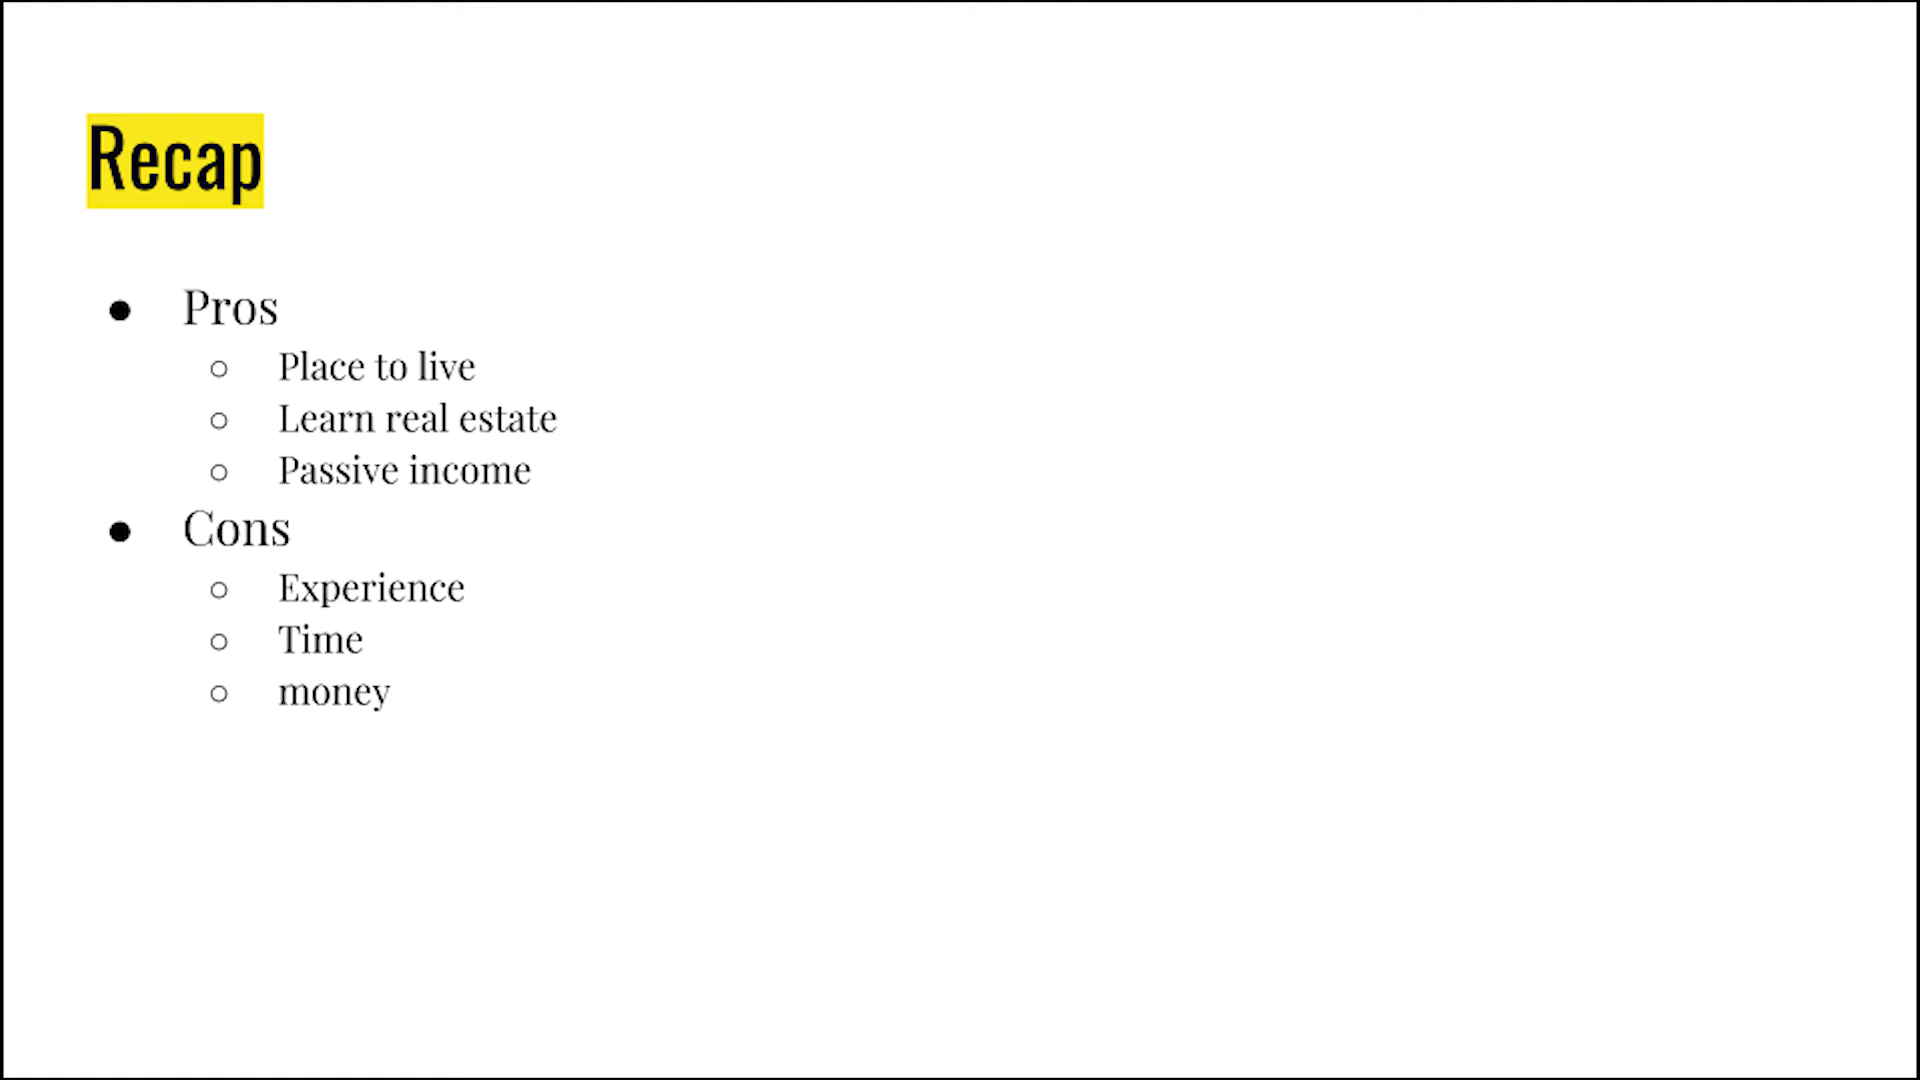 Recap
● Pros
○ Place to live
○ Learn real estate
○ Passive income
● Cons
○ Experience
○ Time
○ money